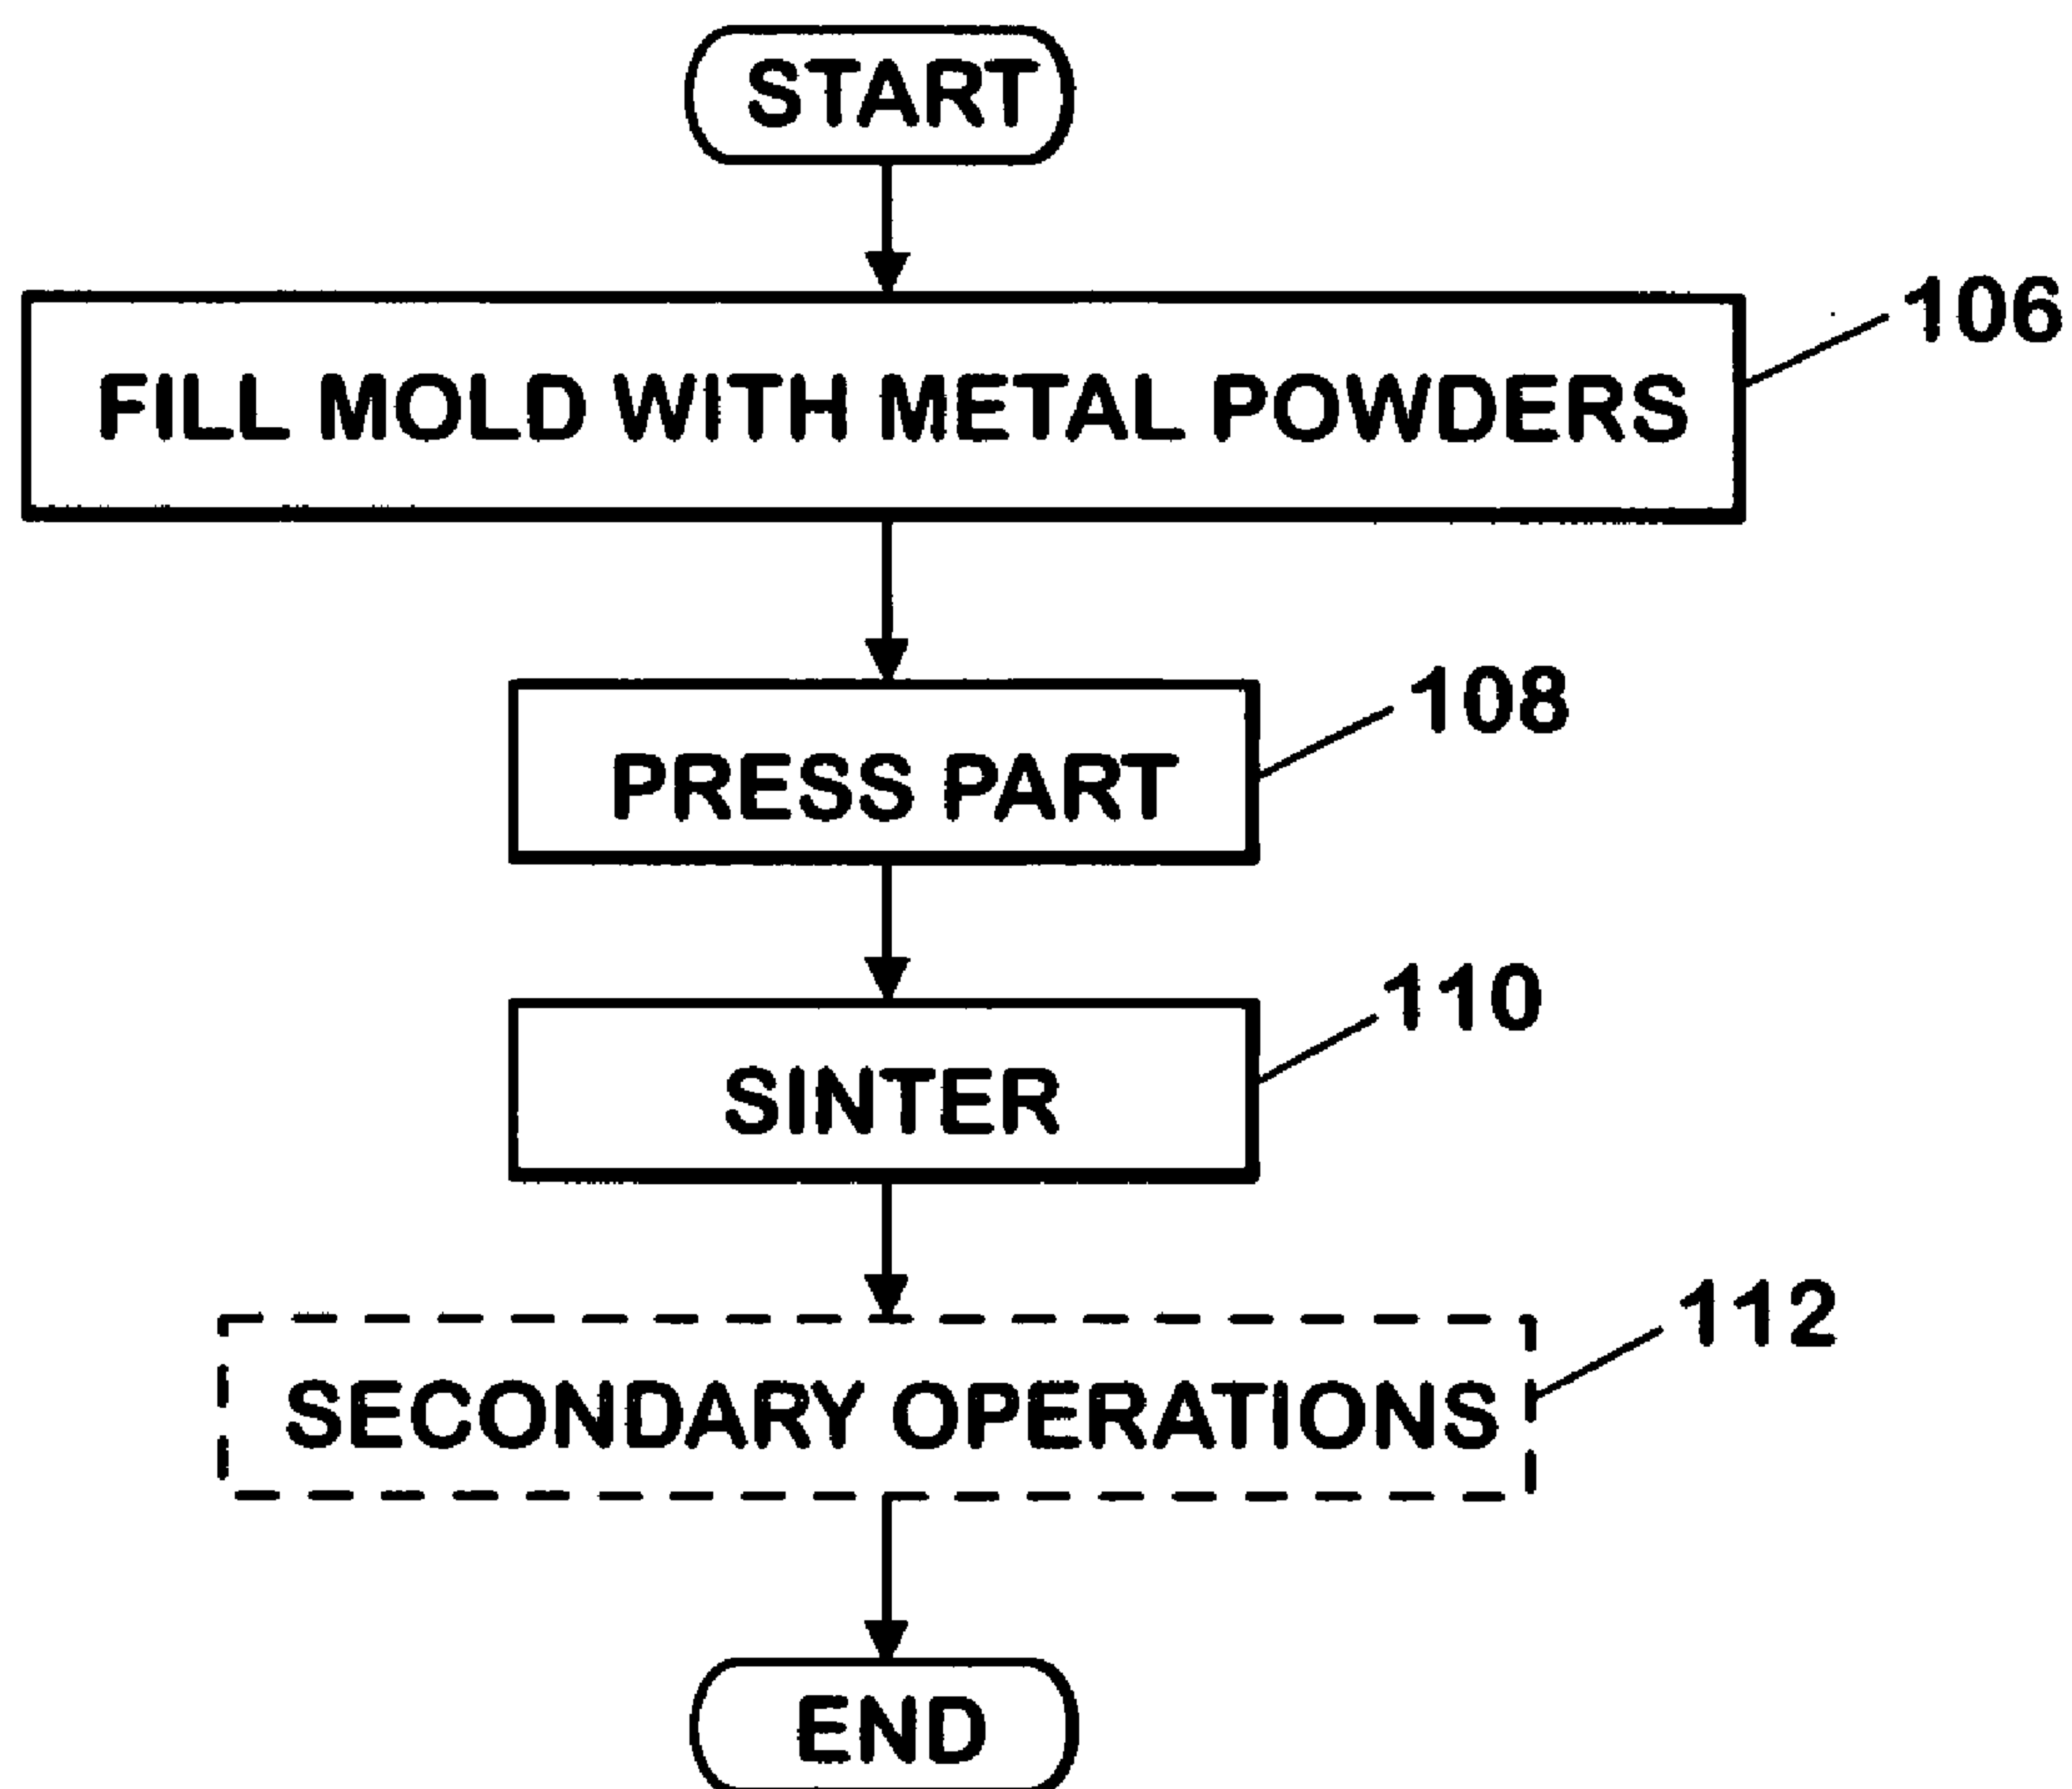 START
FILL MOLD WITH METAL POWDERS
106
PRESS PART
108
SINTER
110
SECONDARY OPERATIONS
112
END